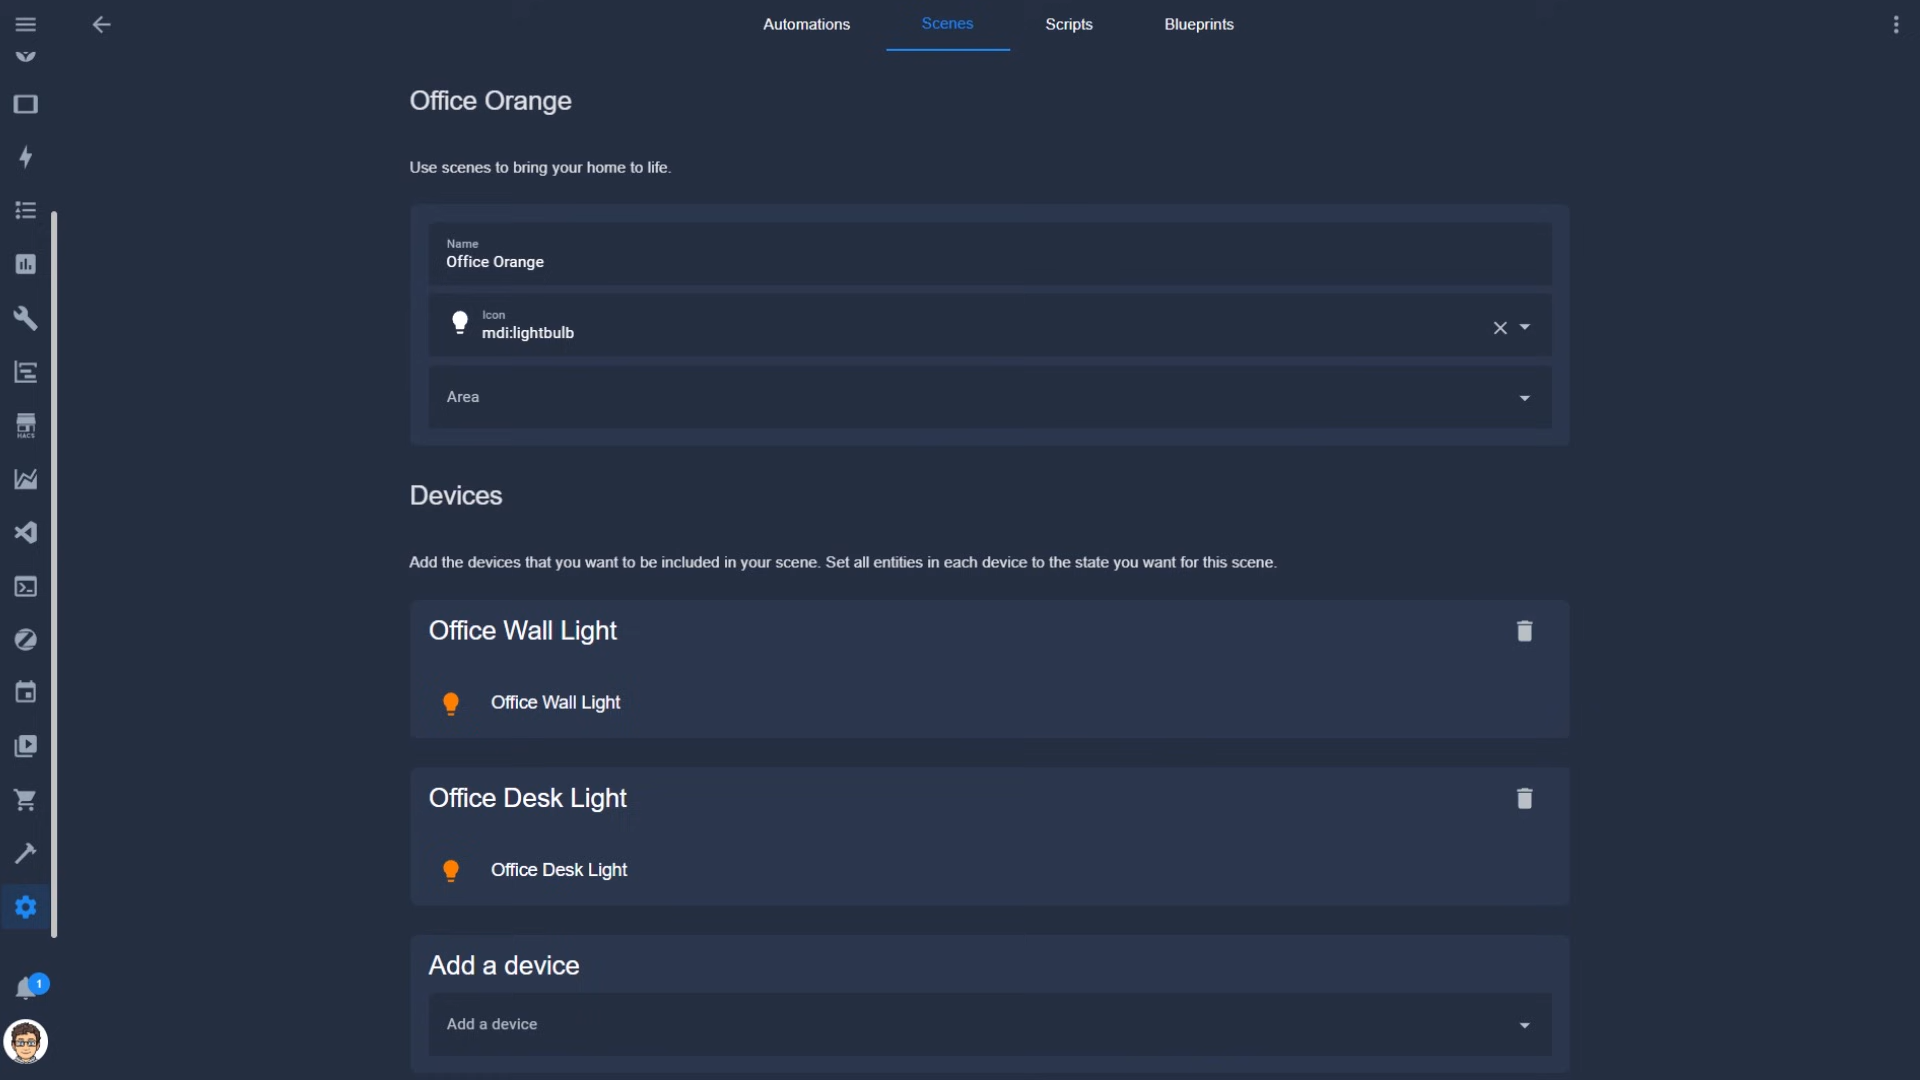 Automations
Scenes
Scripts
Blueprints
Office Orange
Use scenes to bring your home to life.
Name
Office Orange
Icon
mdi:lightbulb
Area
HACS
Devices
Add the devices that you want to be included in your scene. Set all entities in each device to the state you want for this scene.
Office Wall Light
Office Wall Light
Office Desk Light
Office Desk Light
Add a device
1
Add a device